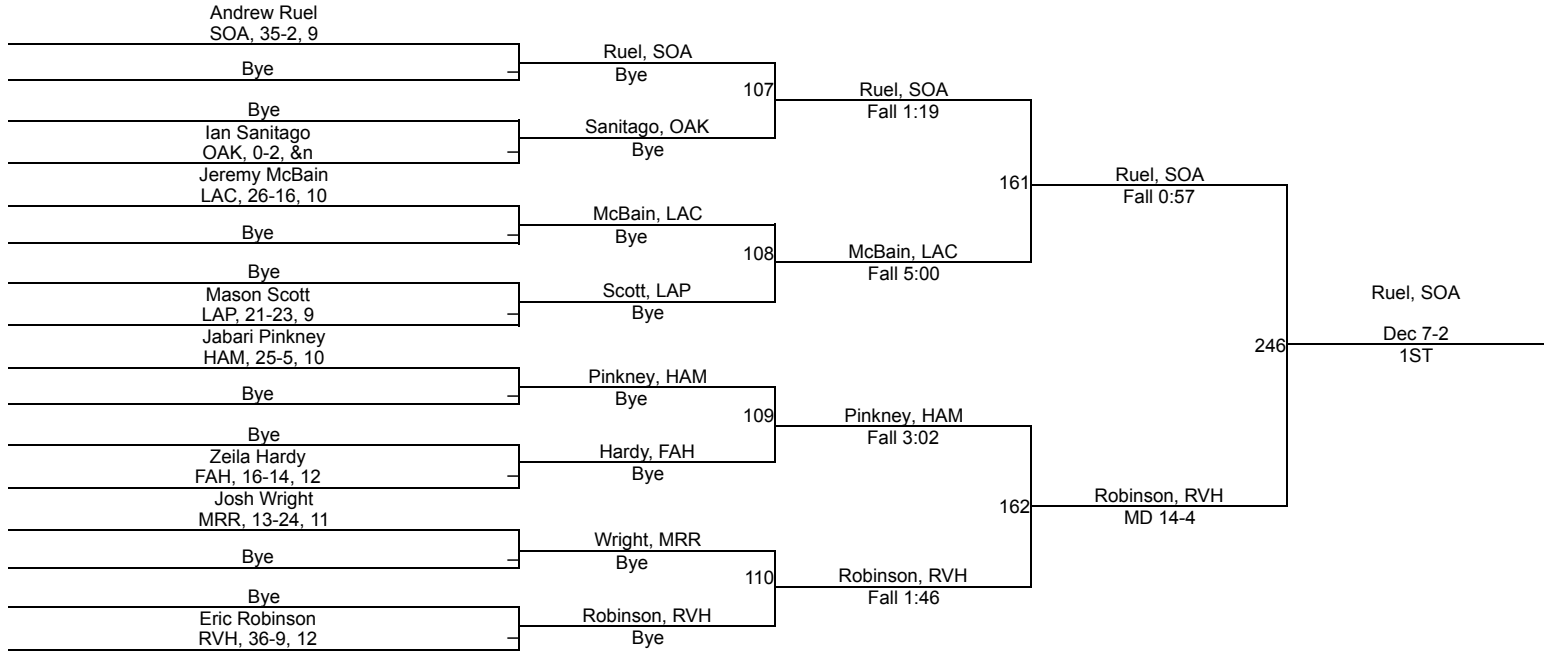 Andrew Ruel
SOA, 35-2, 9
Bye
Bye
Ian Sanitago
OAK, 0-2, &n
Jeremy McBain
LAC, 26-16, 10
Bye
Bye
Mason Scott
LAP, 21-23, 9
Jabari Pinkney
HAM, 25-5, 10
Bye
Bye
Zeila Hardy
FAH, 16-14, 12
Josh Wright
MRR, 13-24, 11
Bye
Bye
Eric Robinson
RVH, 36-9, 12
Ruel, SOA
Bye
107
Sanitago, OAK
Bye
McBain, LAC
Bye
108
Scott, LAP
Bye
Pinkney, HAM
Bye
109
Hardy, FAH
Bye
Wright, MRR
Bye
110
Robinson, RVH
Bye
Ruel, SOA
Fall 1:19
161
McBain, LAC
Fall 5:00
Pinkney, HAM
Fall 3:02
162
Robinson, RVH
Fall 1:46
Ruel, SOA
Fall 0:57
246
Robinson, RVH
MD 14-4
Ruel, SOA
Dec 7-2
1ST